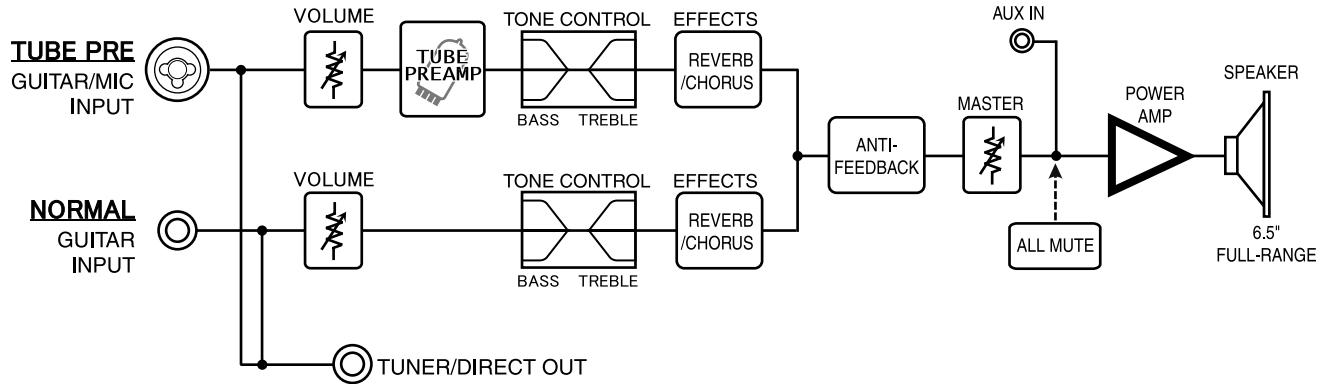 TUBE PRE
GUITAR/MIC
INPUT
VOLUME
TUBE
PREAMP
TONE CONTROL
BASS TREBLE
EFFECTS
REVERB
/CHORUS
NORMAL
GUITAR
INPUT
VOLUME
TONE CONTROL
BASS TREBLE
EFFECTS
REVERB
/CHORUS
TUNER/DIRECT OUT
ANTI-
FEEDBACK
MASTER
AUX IN
ALL MUTE
POWER
AMP
SPEAKER
6.5"
FULL-RANGE